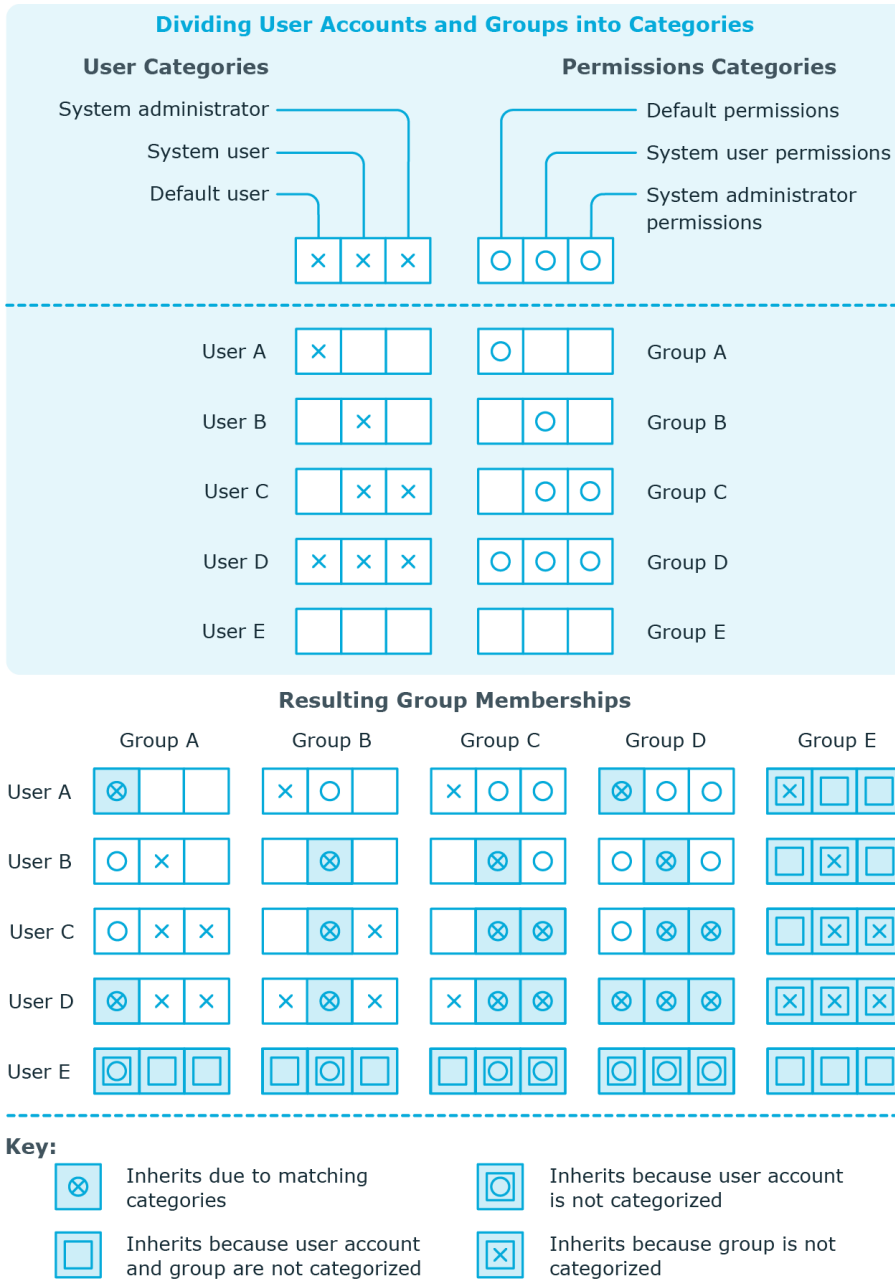 Dividing User Accounts and Groups into Categories
User Categories
Permissions Categories
System administrator
Default permissions
System user
System user permissions
Default user
System administrator
permissions
User A
Group A
User B
Group B
User C
Group C
User D
Group D
User E
Group E
Resulting Group Memberships
Group A
Group B
Group C
Group D
Group E
User A
User B
User C
User D
User E
Key:
Inherits due to matching
categories
Inherits because user account
is not categorized
Inherits because user account
and group are not categorized
Inherits because group is not
categorized